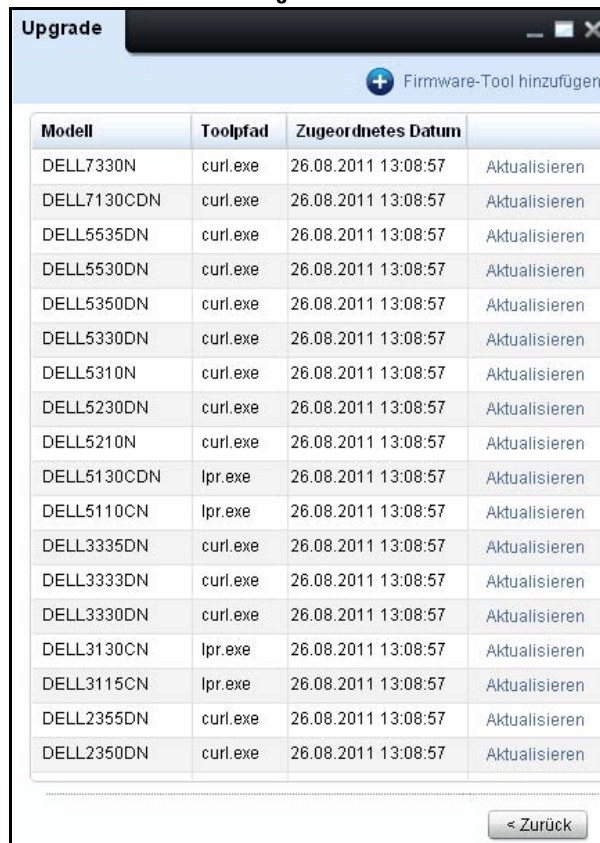 Upgrade
Firmware-Tool hinzufügen
Modell Toolpfad Zugeordnetes Datum
DELL7330N curl.exe 26.08.2011 13:08:57 Aktualisieren
DELL7130CDN curl.exe 26.08.2011 13:08:57 Aktualisieren
DELL5535DN curl.exe 26.08.2011 13:08:57 Aktualisieren
DELL5530DN curl.exe 26.08.2011 13:08:57 Aktualisieren
DELL5350DN curl.exe 26.08.2011 13:08:57 Aktualisieren
DELL5330DN curl.exe 26.08.2011 13:08:57 Aktualisieren
DELL5310N curl.exe 26.08.2011 13:08:57 Aktualisieren
DELL5230DN curl.exe 26.08.2011 13:08:57 Aktualisieren
DELL5210N curl.exe 26.08.2011 13:08:57 Aktualisieren
DELL5130CDN lpr.exe 26.08.2011 13:08:57 Aktualisieren
DELL5110CN lpr.exe 26.08.2011 13:08:57 Aktualisieren
DELL3335DN curl.exe 26.08.2011 13:08:57 Aktualisieren
DELL3333DN curl.exe 26.08.2011 13:08:57 Aktualisieren
DELL3330DN curl.exe 26.08.2011 13:08:57 Aktualisieren
DELL3130CN lpr.exe 26.08.2011 13:08:57 Aktualisieren
DELL3115CN lpr.exe 26.08.2011 13:08:57 Aktualisieren
DELL2355DN curl.exe 26.08.2011 13:08:57 Aktualisieren
DELL2350DN curl.exe 26.08.2011 13:08:57 Aktualisieren
< Zurück